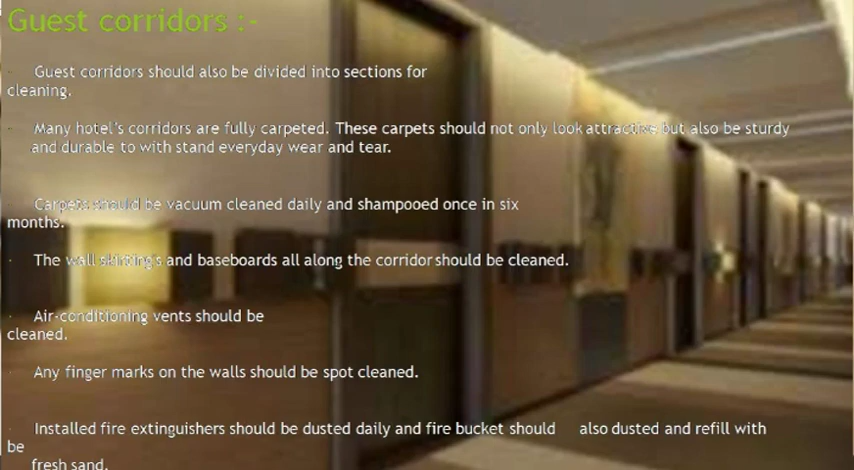 Guest corridors :-
Guest corridors should also be divided into sections for
cleaning.
Many hotel's corridors are fully carpeted. These carpets should not only look attractive but also be sturdy
and durable to with stand everyday wear and tear.
Carpets should be vacuum cleaned daily and shampooed once in six
months.
The wall skirting's and baseboards all along the corridor should be cleaned.
Air-conditioning vents should be
cleaned.
Any finger marks on the walls should be spot cleaned.
Installed fire extinguishers should be dusted daily and fire bucket should also dusted and refill with
be
fresh sand.